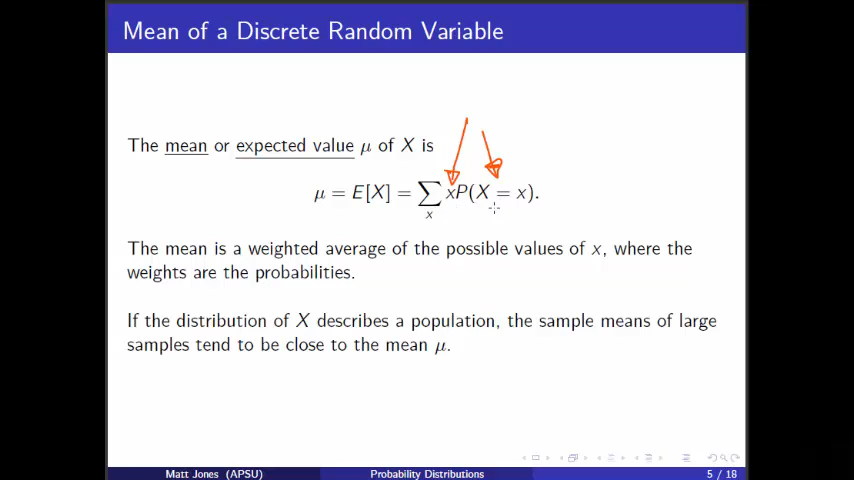 Mean of a Discrete Random Variable
The mean or expected value μ of X is
μ = E[X] = ∑ xP(X = x).
x
The mean is a weighted average of the possible values of x, where the
weights are the probabilities.
If the distribution of X describes a population, the sample means of large
samples tend to be close to the mean μ.
Matt Jones (APSU) Probability Distributions 5 / 18